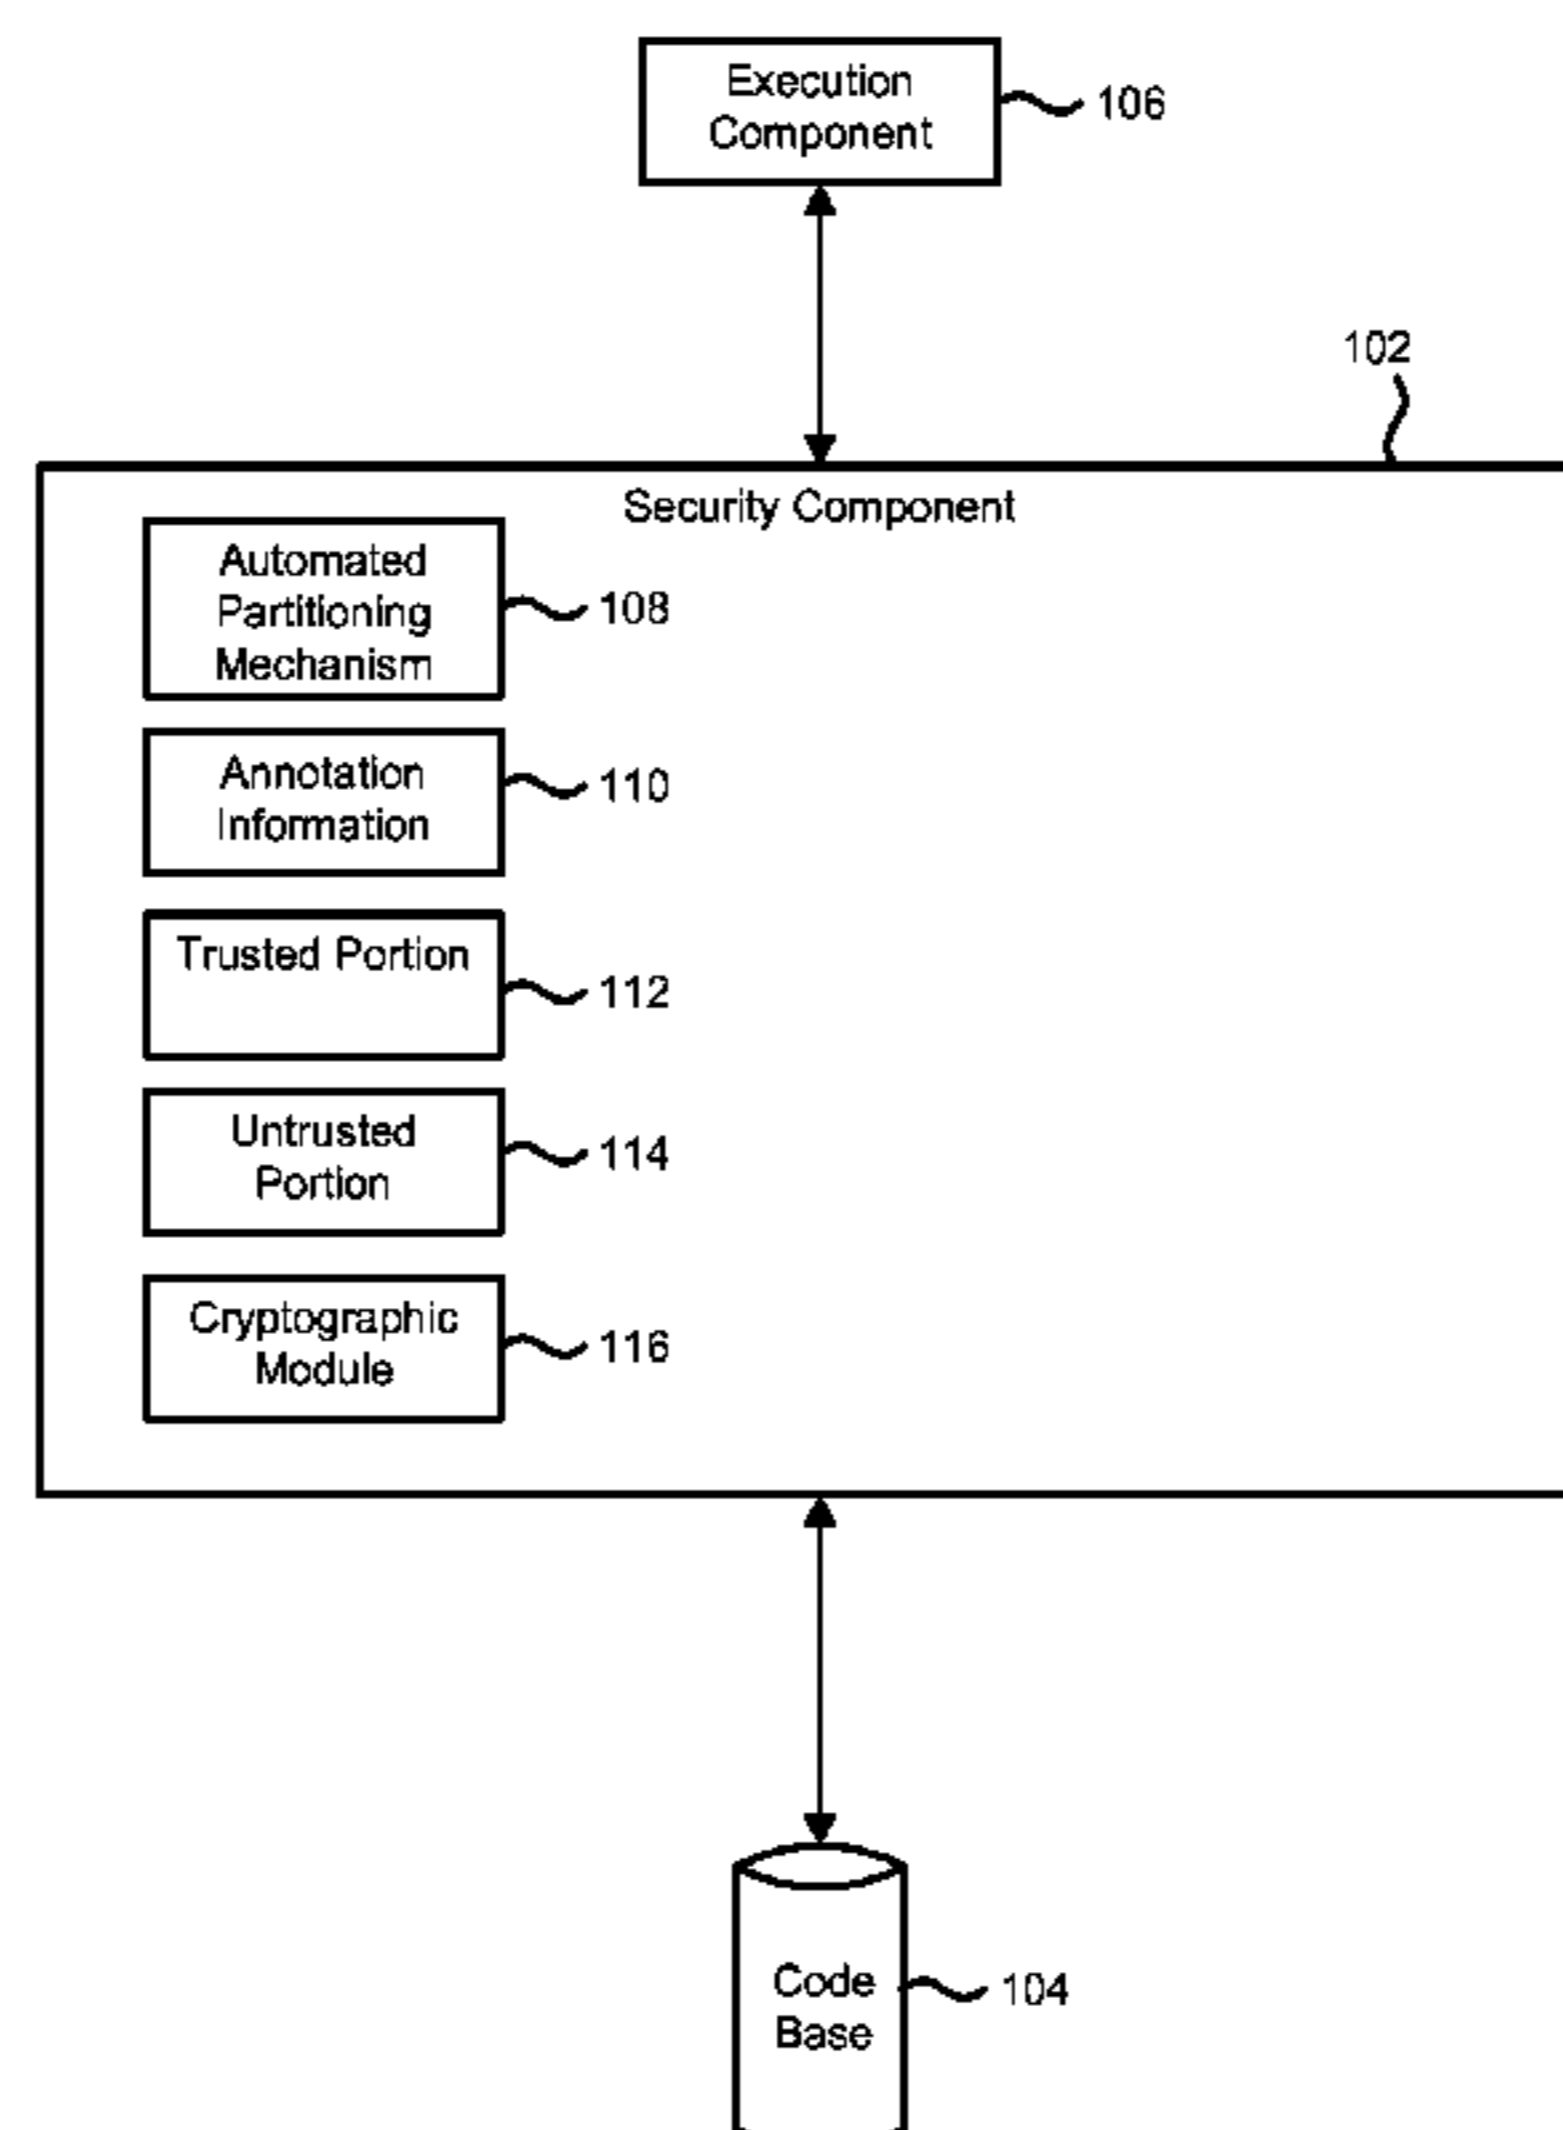 Execution
Component
106
102
Security Component
Automated
Partitioning
Mechanism
108
Annotation
Information
110
Trusted Portion
112
Untrusted
Portion
114
Cryptographic
Module
116
Code
Base
104